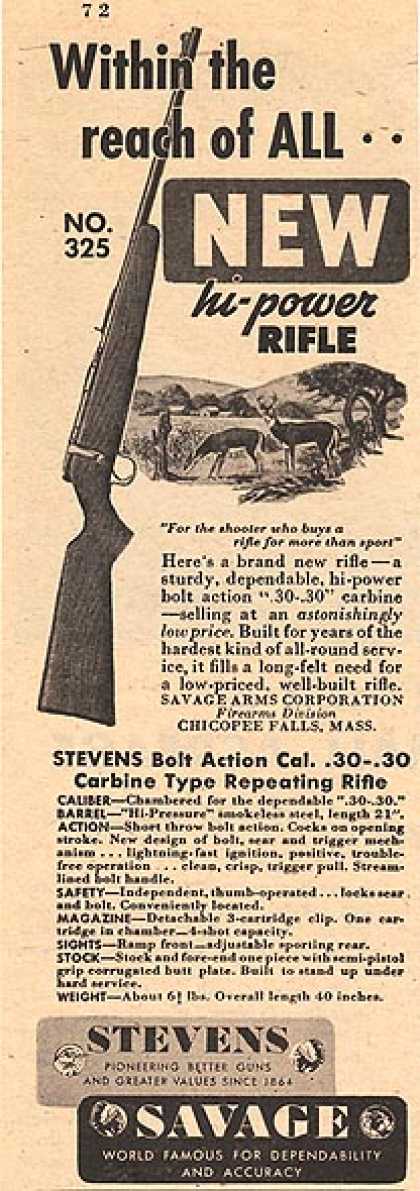 72
Within the
reach of ALL ··
NO.
325
NEW
hi-power
RIFLE
"For the shooter who buys a
rifle for more than sport"
Here's a brand new rifle—a
sturdy, dependable, hi-power
bolt action ".30-.30" carbine
—selling at an astonishingly
low price. Built for years of the
hardest kind of all-round serv-
ice, it fills a long-felt need for
a low-priced, well-built rifle.
SAVAGE ARMS CORPORATION
Firearms Division
CHICOPEE FALLS, MASS.
STEVENS Bolt Action Cal. .30-.30
Carbine Type Repeating Rifle
CALIBER—Chambered for the dependable ".30-.30."
BARREL—"Hi-Pressure" smokeless steel, length 21".
ACTION—Short throw bolt action. Cocks on opening
stroke. New design of bolt, sear and trigger mech-
anism ... lightning-fast ignition, positive, trouble-
free operation ... clean, crisp, trigger pull. Stream-
lined bolt handle.
SAFETY—Independent, thumb-operated ... locks sear
and bolt. Conveniently located.
MAGAZINE—Detachable 3-cartridge clip. One car-
tridge in chamber—4-shot capacity.
SIGHTS—Ramp front—adjustable sporting rear.
STOCK—Stock and fore-end one piece with semi-pistol
grip corrugated butt plate. Built to stand up under
hard service.
WEIGHT—About lbs. Overall length 40 inches.
STEVENS
PIONEERING BETTER GUNS
AND GREATER VALUES SINCE 1864
SAVAGE
WORLD FAMOUS FOR DEPENDABILITY
AND ACCURACY